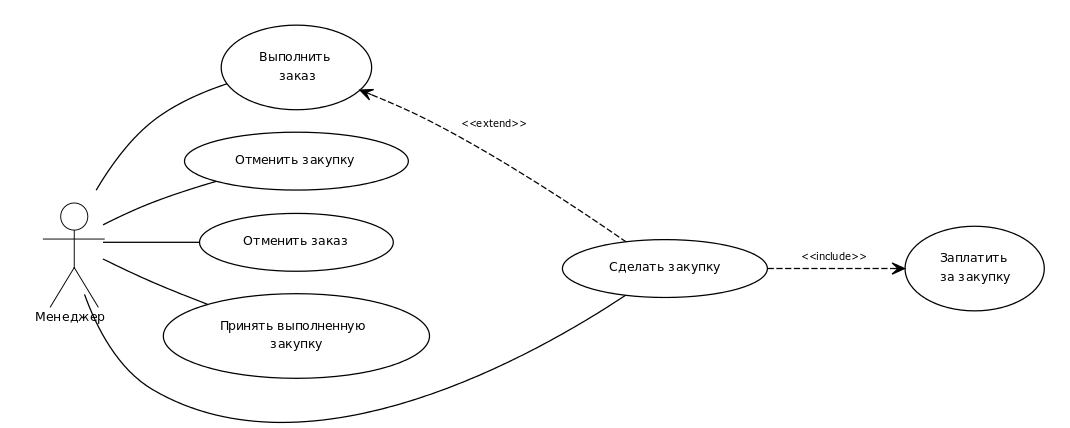 Выполнить
заказ
<<extend>>
Отменить закупку
Отменить заказ
Сделать закупку
<<include>>
Заплатить
за закупку
Менеджер
Принять выполненную
закупку